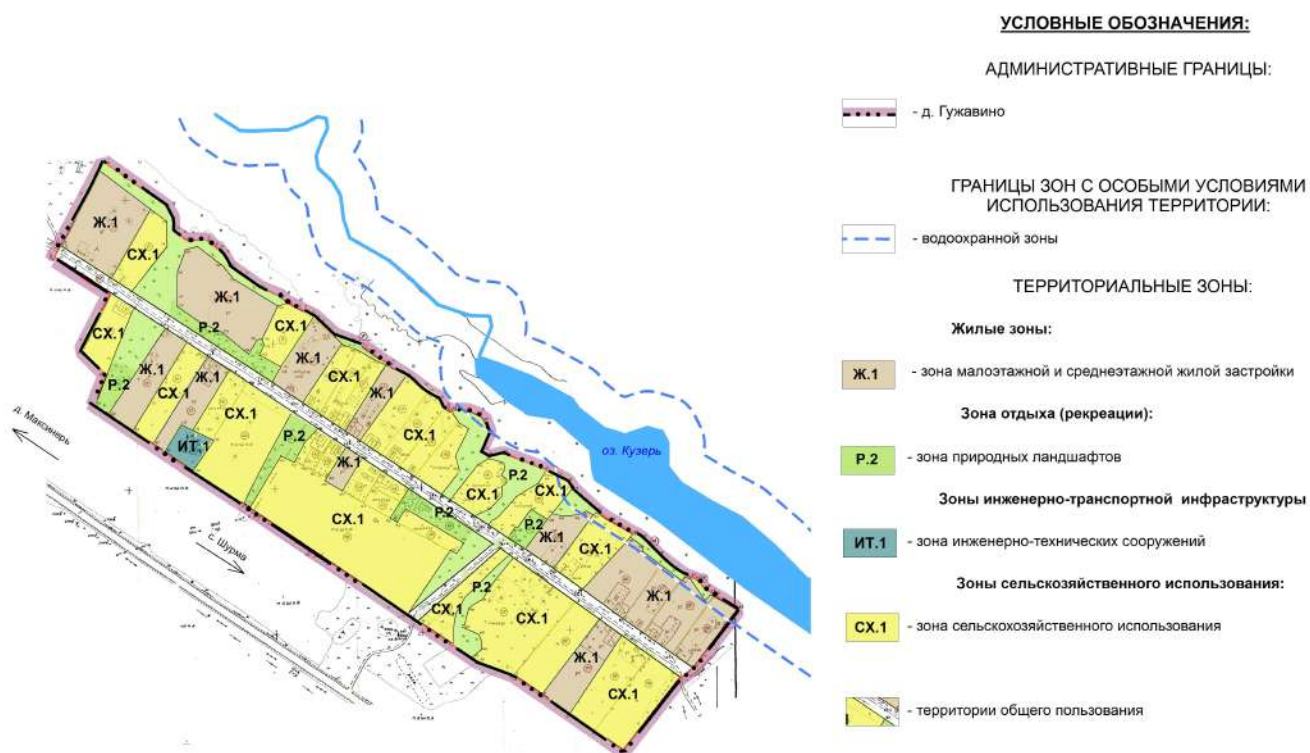 УСЛОВНЫЕ ОБОЗНАЧЕНИЯ:
АДМИНИСТРАТИВНЫЕ ГРАНИЦЫ:
- д. Гужавино
ГРАНИЦЫ ЗОН С ОСОБЫМИ УСЛОВИЯМИ
ИСПОЛЬЗОВАНИЯ ТЕРРИТОРИИ:
- водоохранной зоны
ТЕРРИТОРИАЛЬНЫЕ ЗОНЫ:
Жилые зоны:
Ж.1 - зона малоэтажной и среднеэтажной жилой застройки
Зона отдыха (рекреации):
Р.2 - зона природных ландшафтов
Зоны инженерно-транспортной инфраструктуры
ИТ.1 - зона инженерно-технических сооружений
Зоны сельскозяйственного использования:
СХ.1 - зона сельскохозяйственного использования
- территории общего пользования
Ж.1
СХ.1
Ж.1
СХ.1
СХ.1
Р.2
Ж.1
Р.2
Ж.1
Ж.1
СХ.1
СХ.1
Ж.1
СХ.1
ИТ.1
Р.2
СХ.1
Ж.1
Р.2
СХ.1
СХ.1
СХ.1
Р.2
Р.2
Ж.1
СХ.1
Р.2
СХ.1
СХ.1
Ж.1
Ж.1
СХ.1
оз. Кузерь
д. Максинерь
с. Шурма